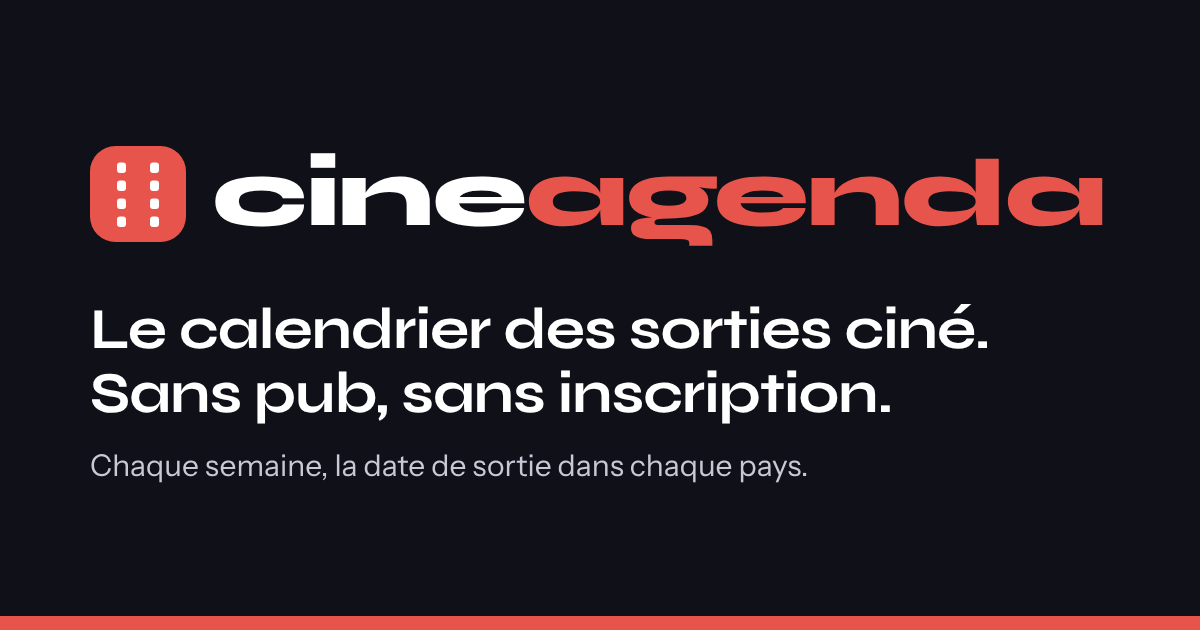 cineagenda
Le calendrier des sorties ciné.
Sans pub, sans inscription.
Chaque semaine, la date de sortie dans chaque pays.